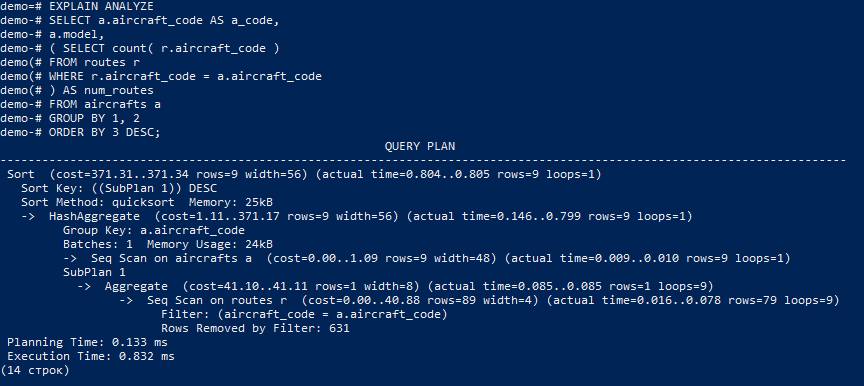 demo=# EXPLAIN ANALYZE
demo-# SELECT a.aircraft_code AS a_code,
demo-# a.model,
demo-# ( SELECT count( r.aircraft_code )
demo(# FROM routes r
demo(# WHERE r.aircraft_code = a.aircraft_code
demo(# ) AS num_routes
demo-# FROM aircrafts a
demo-# GROUP BY 1, 2
demo-# ORDER BY 3 DESC;
QUERY PLAN
-----------------------------------------------------------------------------------------------------------------------
Sort  (cost=371.31..371.34 rows=9 width=56) (actual time=0.804..0.805 rows=9 loops=1)
Sort Key: ((SubPlan 1)) DESC
Sort Method: quicksort  Memory: 25kB
->  HashAggregate  (cost=1.11..371.17 rows=9 width=56) (actual time=0.146..0.799 rows=9 loops=1)
Group Key: a.aircraft_code
Batches: 1  Memory Usage: 24kB
->  Seq Scan on aircrafts a  (cost=0.00..1.09 rows=9 width=48) (actual time=0.009..0.010 rows=9 loops=1)
SubPlan 1
->  Aggregate  (cost=41.10..41.11 rows=1 width=8) (actual time=0.085..0.085 rows=1 loops=9)
->  Seq Scan on routes r  (cost=0.00..40.88 rows=89 width=4) (actual time=0.016..0.078 rows=79 loops=9)
Filter: (aircraft_code = a.aircraft_code)
Rows Removed by Filter: 631
Planning Time: 0.133 ms
Execution Time: 0.832 ms
(14 строк)